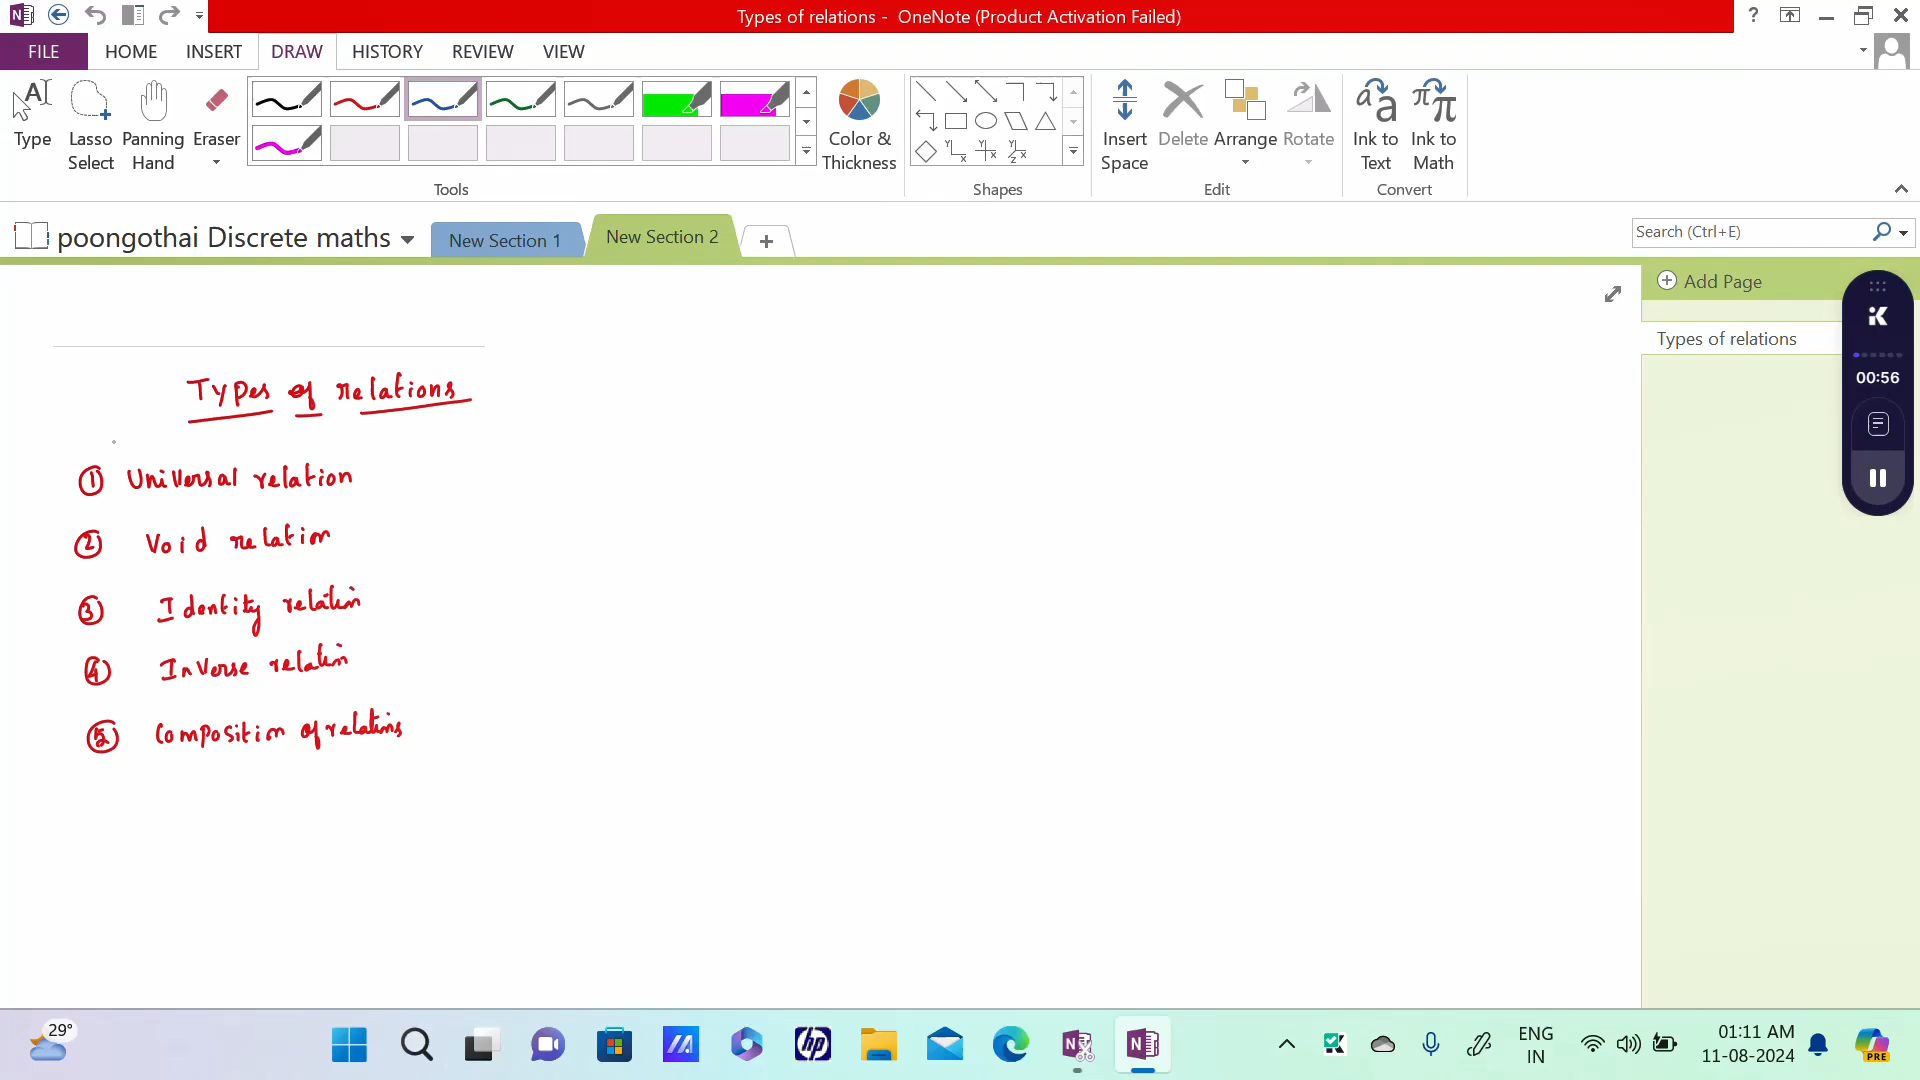 Types of relations - OneNote (Product Activation Failed)
?
FILE HOME INSERT DRAW HISTORY REVIEW VIEW
Type
Lasso Select
Panning Hand
Eraser
Color & Thickness
Insert Space
Delete
Arrange
Rotate
Ink to Text
Ink to Math
Tools Shapes Edit Convert
poongothai Discrete maths New Section 1 New Section 2
Search (Ctrl+E)
Add Page
Types of relations
00:56
Types of relations
① Universal relation
② Void relation
③ Identity relation
④ Inverse relation
⑤ Composition of relations
29°
ENG
IN
01:11 AM
11-08-2024
PRE